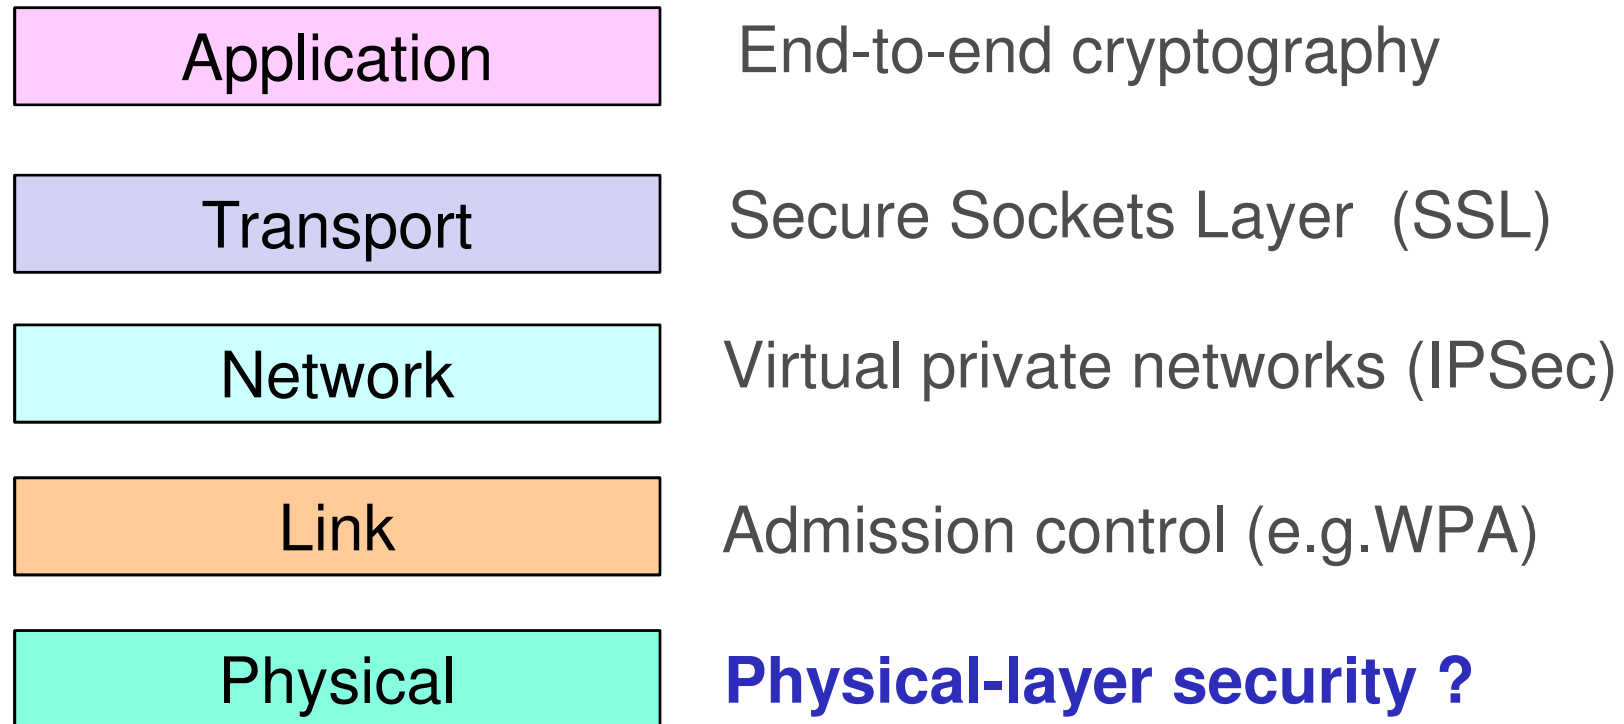 Application
End-to-end cryptography
Transport
Secure Sockets Layer (SSL)
Network
Virtual private networks (IPSec)
Link
Admission control (e.g.WPA)
Physical
Physical-layer security ?